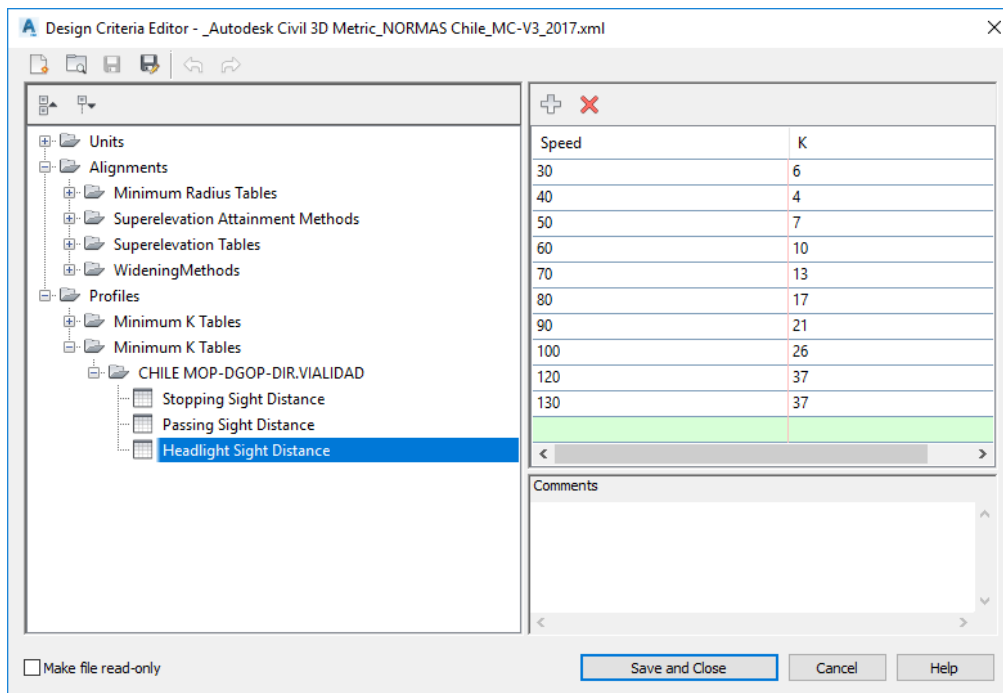 Design Criteria Editor - _Autodesk Civil 3D Metric_NORMAS Chile_MC-V3_2017.xml
Units
Alignments
Minimum Radius Tables
Superelevation Attainment Methods
Superelevation Tables
WideningMethods
Profiles
Minimum K Tables
Minimum K Tables
CHILE MOP-DGOP-DIR.VIALIDAD
Stopping Sight Distance
Passing Sight Distance
Headlight Sight Distance
Speed K
30 6
40 4
50 7
60 10
70 13
80 17
90 21
100 26
120 37
130 37
Comments
Make file read-only
Save and Close
Cancel
Help